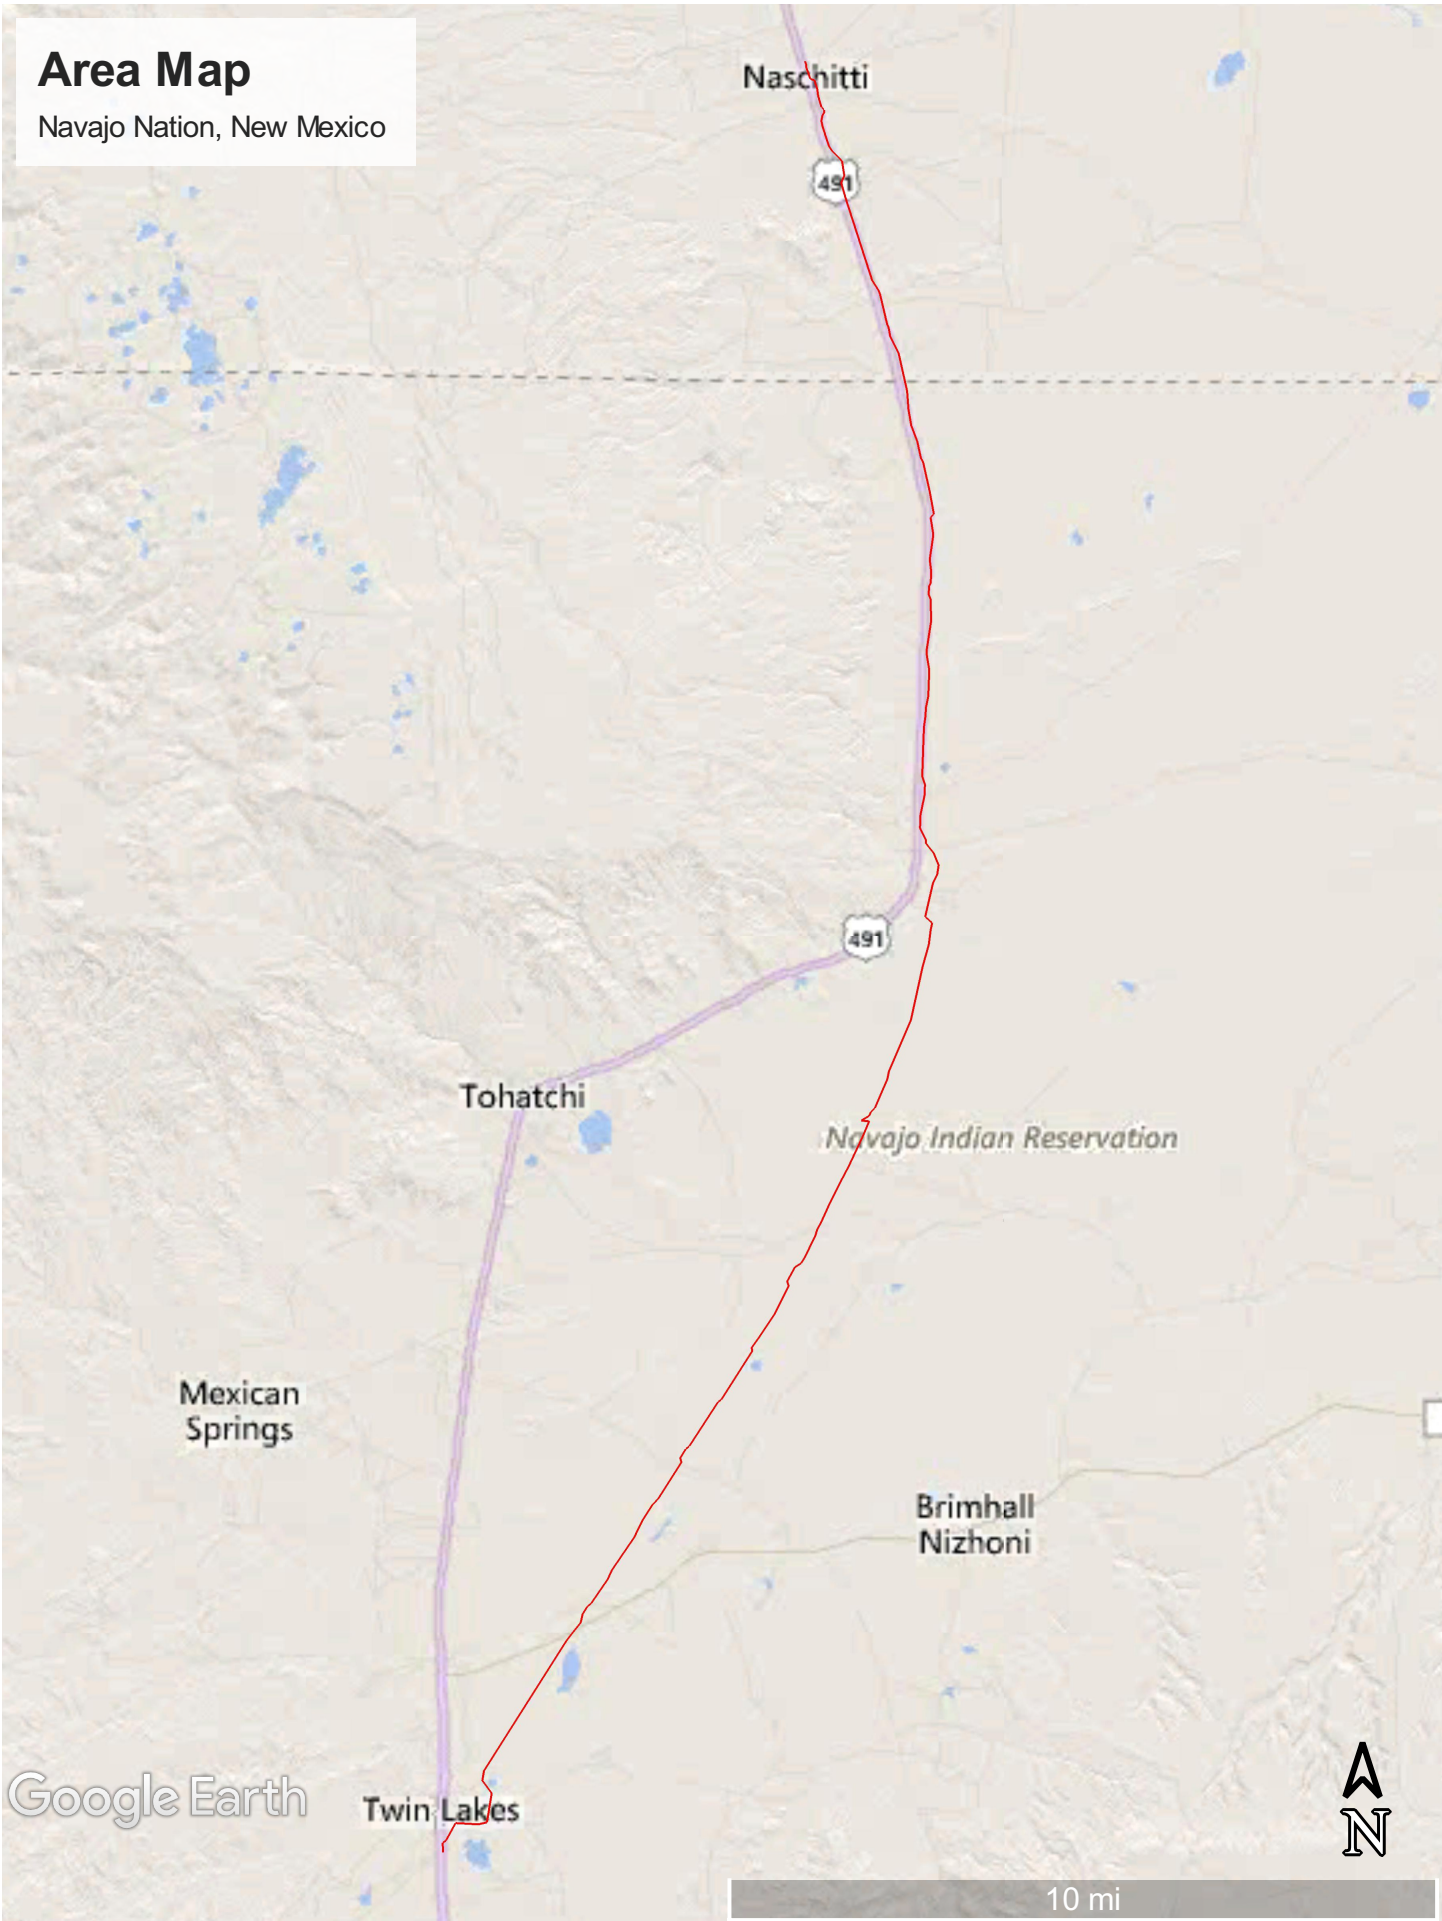 Area Map
Navajo Nation, New Mexico
Naschitti
491
491
Tohatchi
Navajo Indian Reservation
Mexican
Springs
Brimhall
Nizhoni
Google Earth
Twin Lakes
N
10 mi